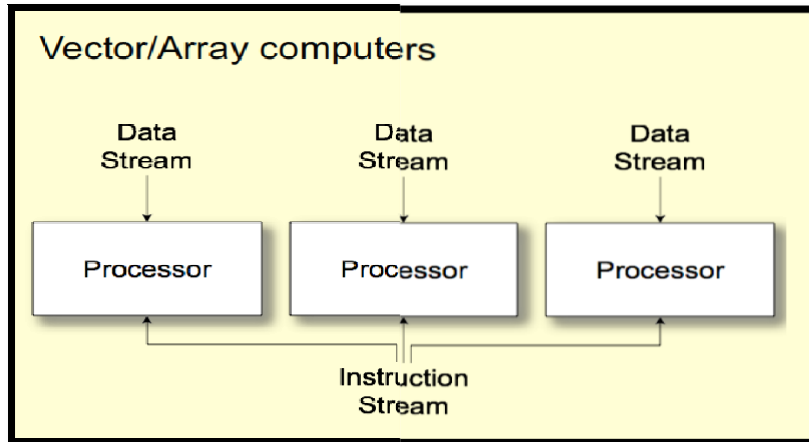 Vector/Array computers
Data
Stream
Data
Stream
Data
Stream
Processor
Processor
Processor
Instruction
Stream